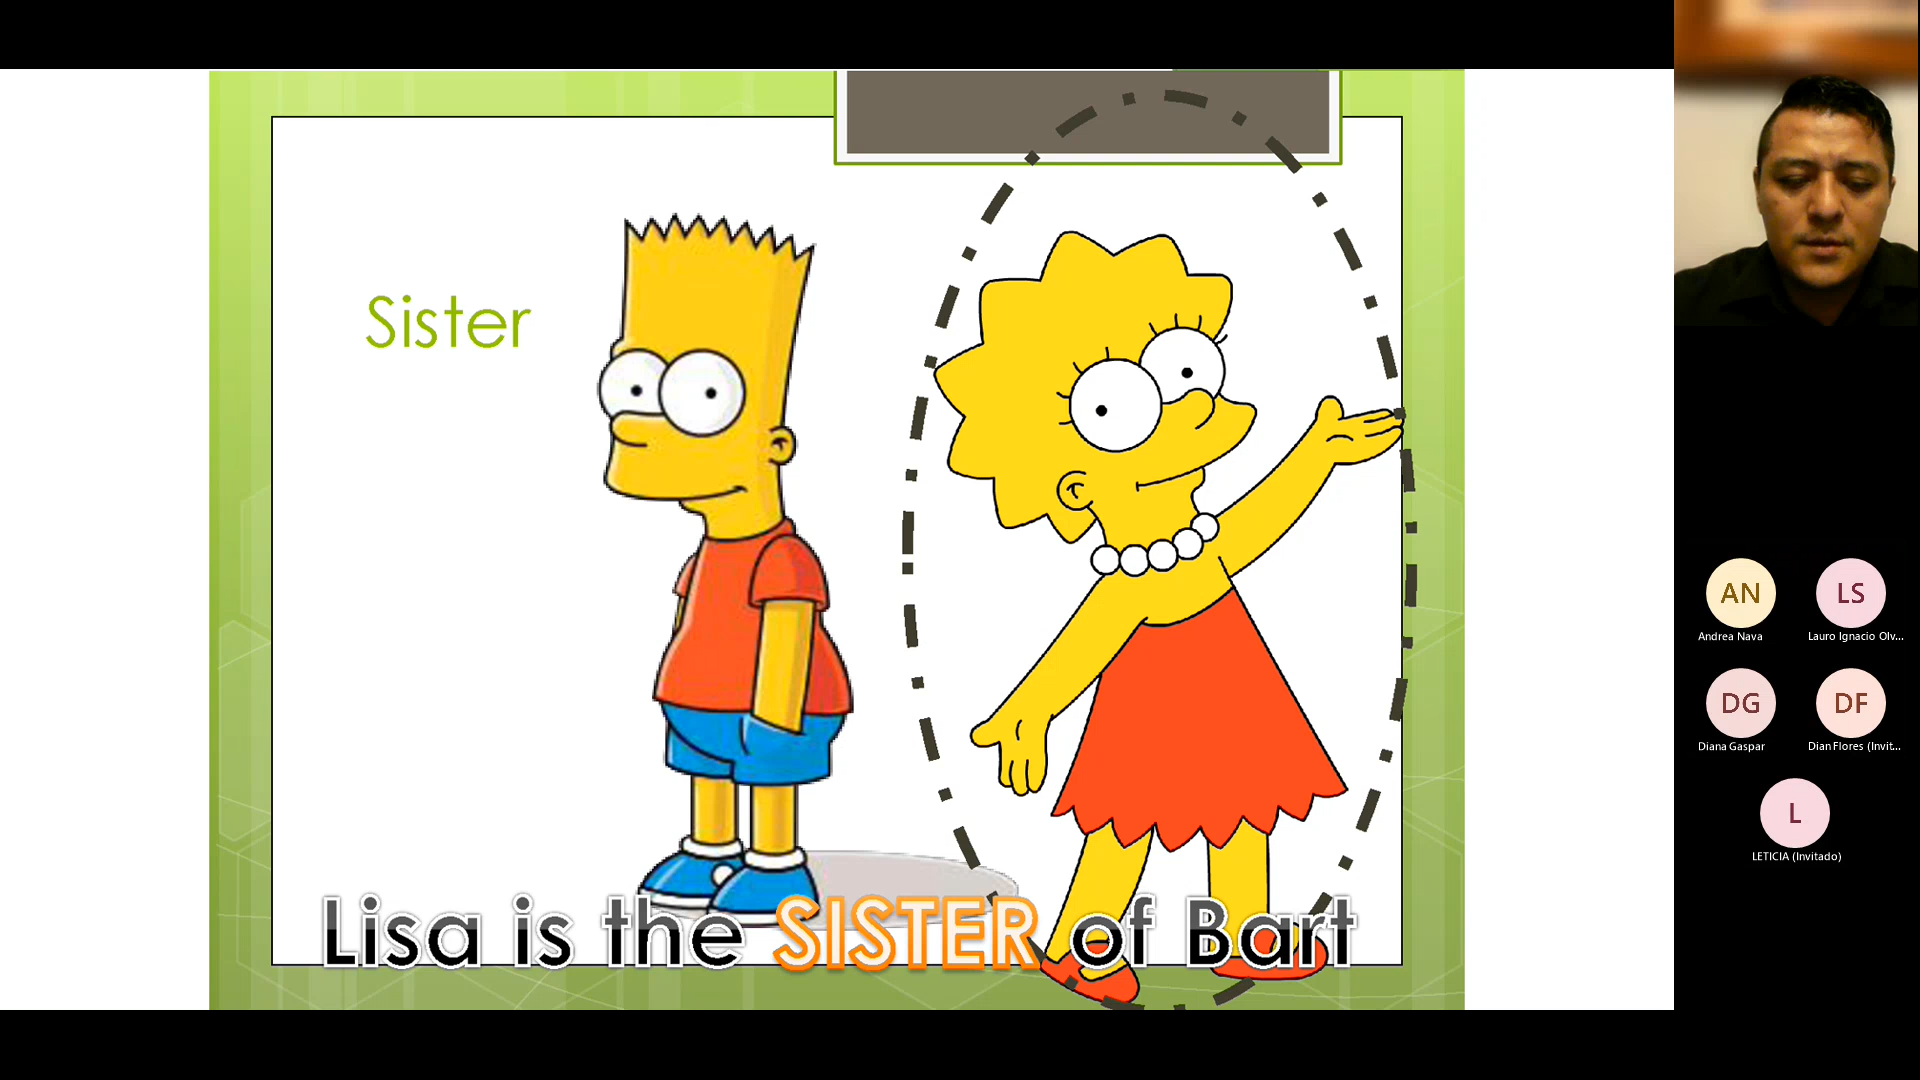 Sister
Lisa is the SISTER of Bart
AN
LS
Andrea Nava
Lauro Ignacio Olv...
DG
DF
Diana Gaspar
Dian Flores (Invit...
L
LETICIA (Invitado)